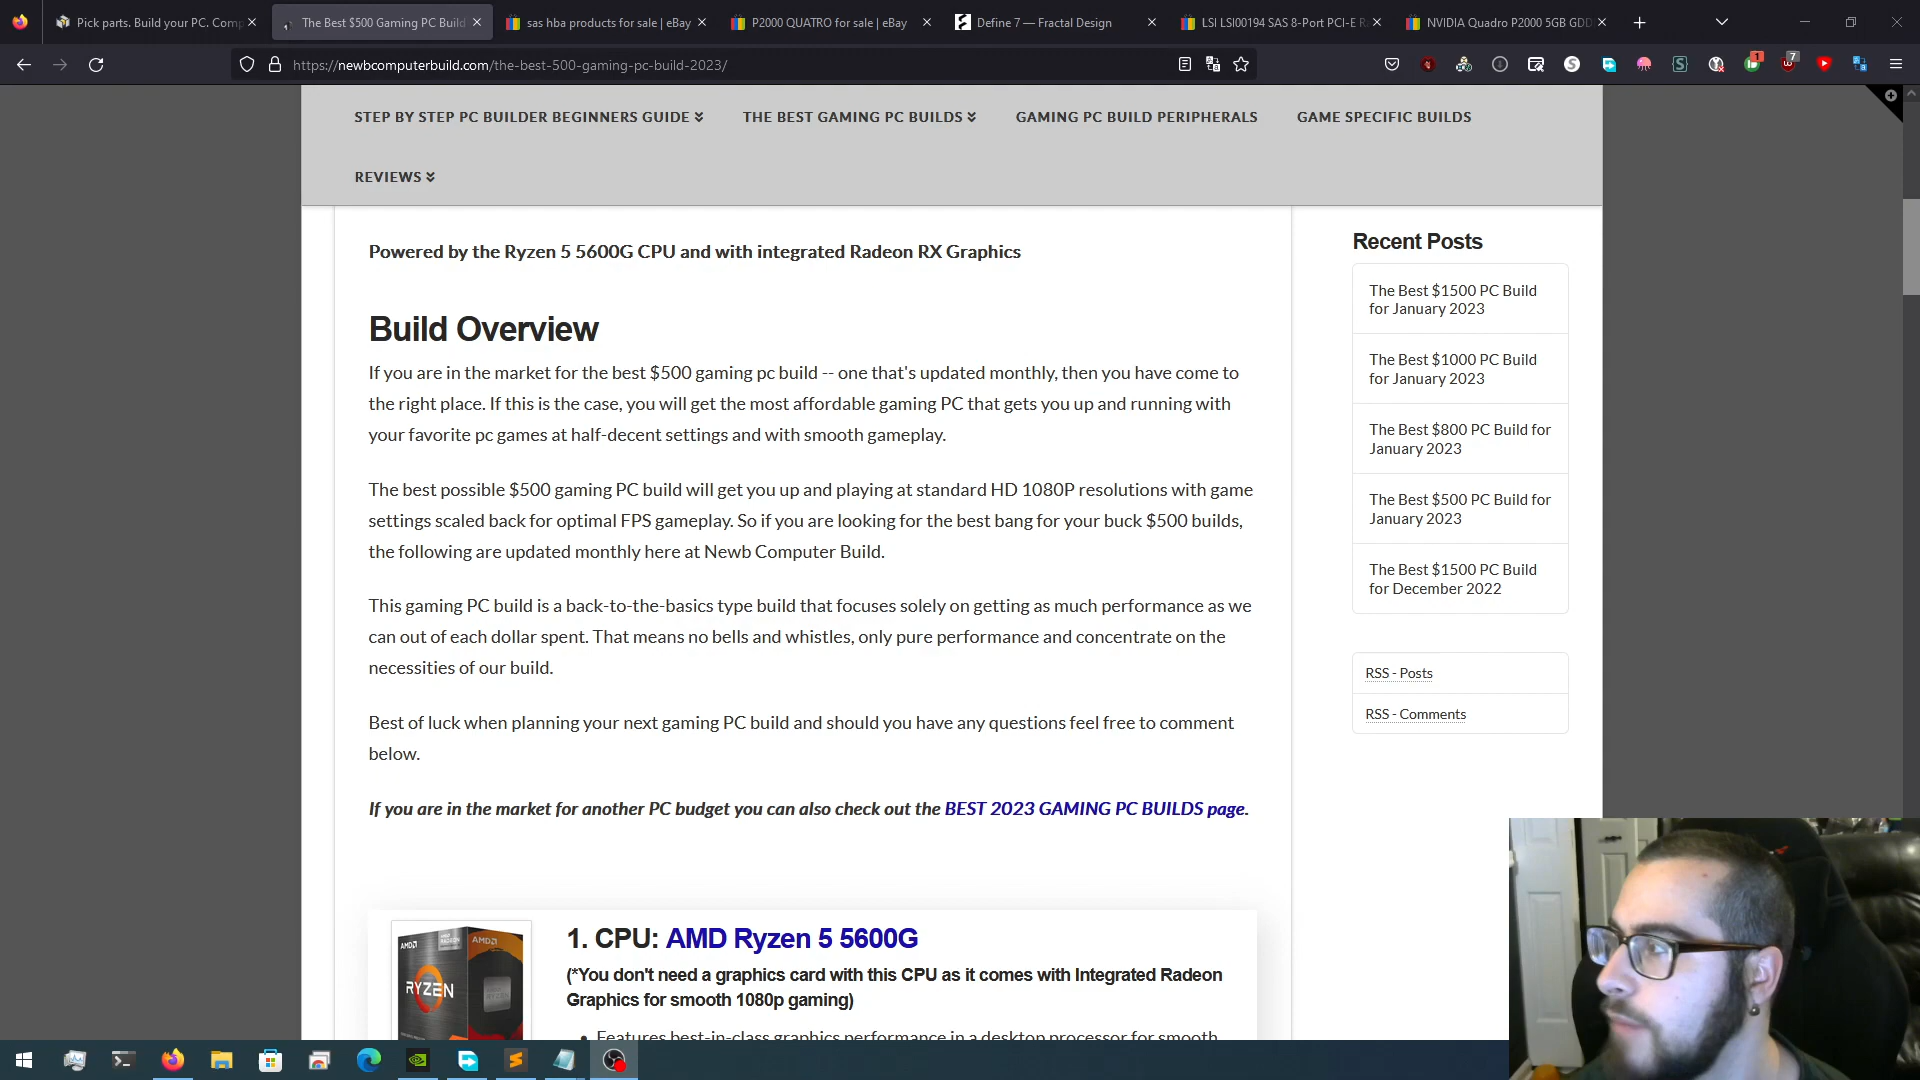 Pick parts. Build your PC. Comp
The Best $500 Gaming PC Build
sas hba products for sale | eBay
P2000 QUATRO for sale | eBay
Define 7 — Fractal Design
LSI LSI00194 SAS 8-Port PCI-E R
NVIDIA Quadro P2000 5GB GDD
https://newbcomputerbuild.com/the-best-500-gaming-pc-build-2023/
1
7
STEP BY STEP PC BUILDER BEGINNERS GUIDE
THE BEST GAMING PC BUILDS
GAMING PC BUILD PERIPHERALS
GAME SPECIFIC BUILDS
REVIEWS
Powered by the Ryzen 5 5600G CPU and with integrated Radeon RX Graphics
Build Overview
If you are in the market for the best $500 gaming pc build -- one that's updated monthly, then you have come to
the right place. If this is the case, you will get the most affordable gaming PC that gets you up and running with
your favorite pc games at half-decent settings and with smooth gameplay.
The best possible $500 gaming PC build will get you up and playing at standard HD 1080P resolutions with game
settings scaled back for optimal FPS gameplay. So if you are looking for the best bang for your buck $500 builds,
the following are updated monthly here at Newb Computer Build.
This gaming PC build is a back-to-the-basics type build that focuses solely on getting as much performance as we
can out of each dollar spent. That means no bells and whistles, only pure performance and concentrate on the
necessities of our build.
Best of luck when planning your next gaming PC build and should you have any questions feel free to comment
below.
If you are in the market for another PC budget you can also check out the BEST 2023 GAMING PC BUILDS page.
AMD
AMD
RYZEN
1. CPU: AMD Ryzen 5 5600G
(*You don't need a graphics card with this CPU as it comes with Integrated Radeon
Graphics for smooth 1080p gaming)
Features best-in-class graphics performance in a desktop processor for smooth
Recent Posts
The Best $1500 PC Build
for January 2023
The Best $1000 PC Build
for January 2023
The Best $800 PC Build for
January 2023
The Best $500 PC Build for
January 2023
The Best $1500 PC Build
for December 2022
RSS - Posts
RSS - Comments